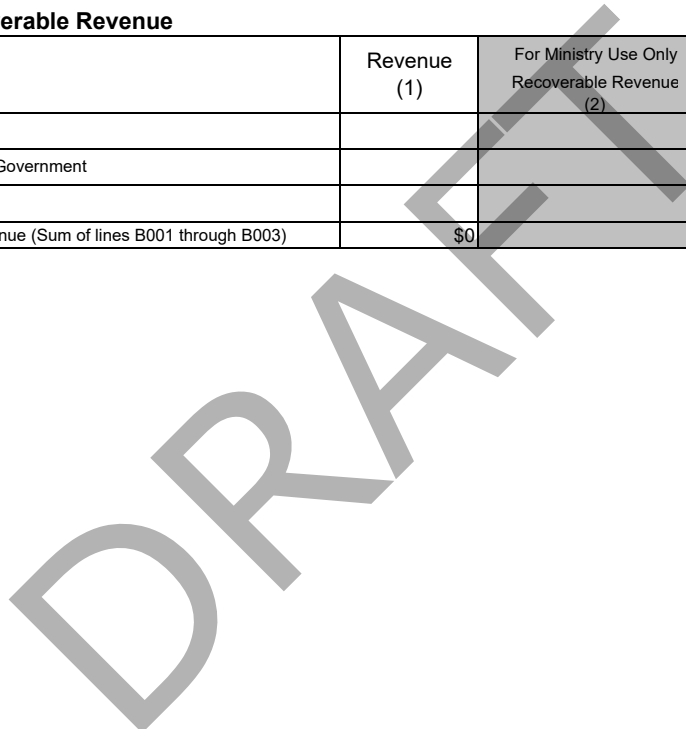 erable Revenue
Revenue
(1)
For Ministry Use Only
Recoverable Revenue
(2)
Government
nue (Sum of lines B001 through B003)
$0
DRAFT